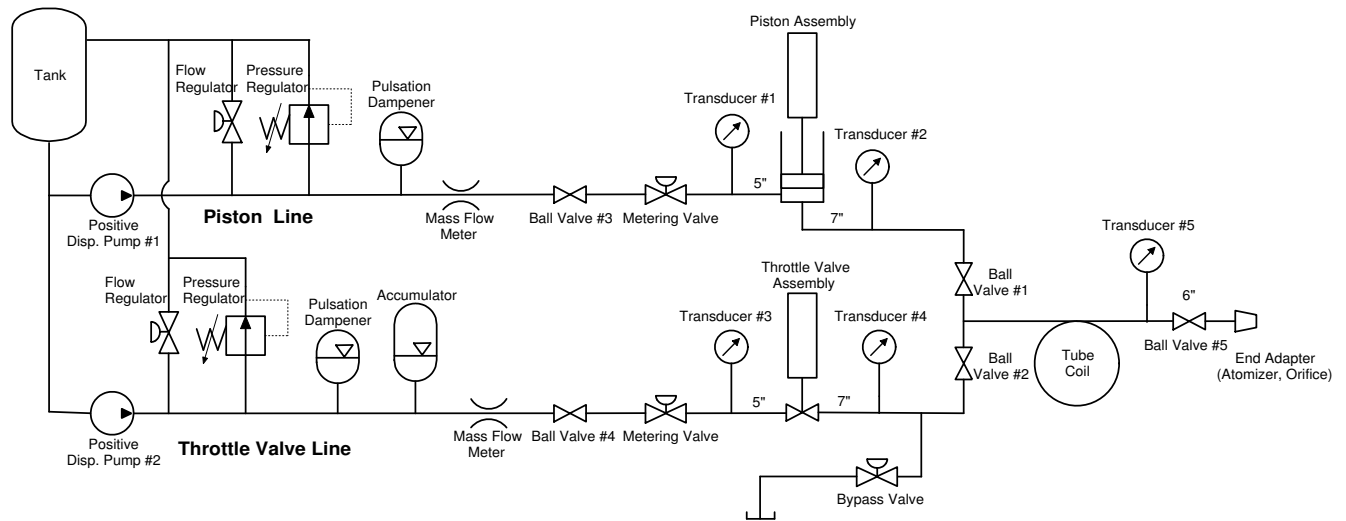 Piston Assembly
Tank
Flow
Regulator
Pressure
Regulator
Pulsation
Dampener
Transducer #1
Transducer #2
5"
7"
Positive
Disp. Pump #1
Piston Line
Mass Flow
Meter
Ball Valve #3
Metering Valve
Transducer #5
Flow
Regulator
Pressure
Regulator
Pulsation
Dampener
Accumulator
Throttle Valve
Assembly
Transducer #3
Transducer #4
Ball
Valve #1
6"
Ball Valve #5
End Adapter
(Atomizer, Orifice)
Tube
Coil
Ball
Valve #2
5"
7"
Positive
Disp. Pump #2
Throttle Valve Line
Mass Flow
Meter
Ball Valve #4
Metering Valve
Bypass Valve